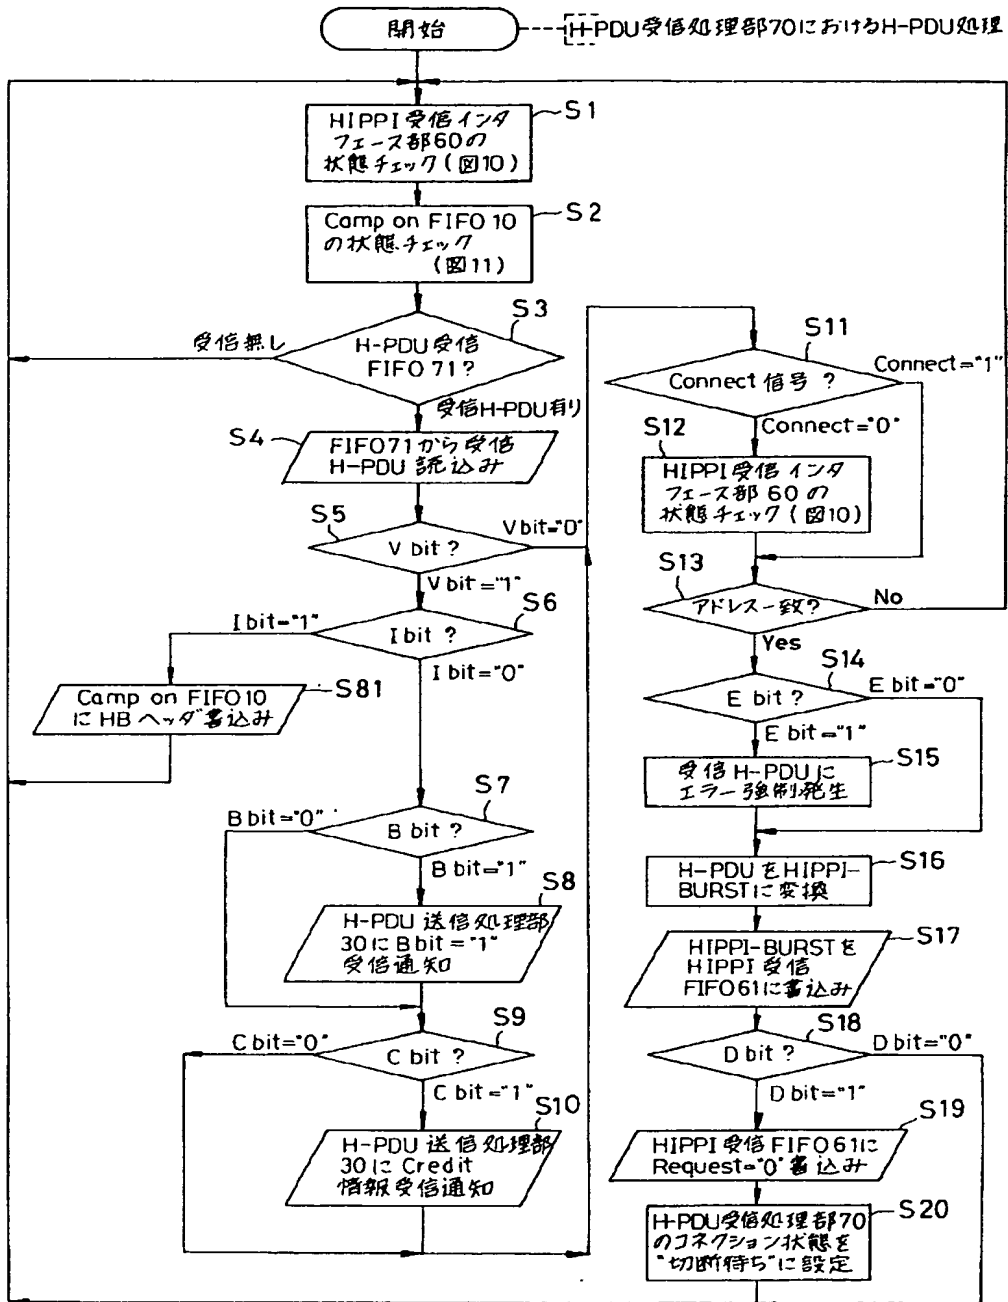 開始
H-PDU受信処理部70におけるH-PDU処理
S1
HIPPI受信インタ
フェース部60の
状態チェック(図10)
S2
Camp on FIFO 10
の状態チェック
(図11)
S3
受信無し
H-PDU受信
FIFO 71?
受信H-PDU有り
S4
FIFO71から受信
H-PDU読込み
S5
V bit ?
V bit="0"
V bit="1"
S6
I bit="1"
I bit ?
I bit="0"
S81
Camp on FIFO10
にHBヘッダ書込み
S7
B bit="0"
B bit ?
B bit="1"
S8
H-PDU送信処理部
30にB bit="1"
受信通知
S9
C bit="0"
C bit ?
C bit="1"
S10
H-PDU送信処理部
30にCredit
情報受信通知
S11
Connect信号 ?
Connect="1"
Connect="0"
S12
HIPPI受信インタ
フェース部60の
状態チェック(図10)
S13
アドレス一致?
No
Yes
S14
E bit ?
E bit="0"
E bit="1"
S15
受信H-PDUに
エラー強制発生
S16
H-PDUをHIPPI-
BURSTに変換
S17
HIPPI-BURSTを
HIPPI受信
FIFO61に書込み
S18
D bit ?
D bit="0"
D bit="1"
S19
HIPPI受信FIFO61に
Request="0"書込み
S20
H-PDU受信処理部70
のコネクション状態を
"切断待ち"に設定